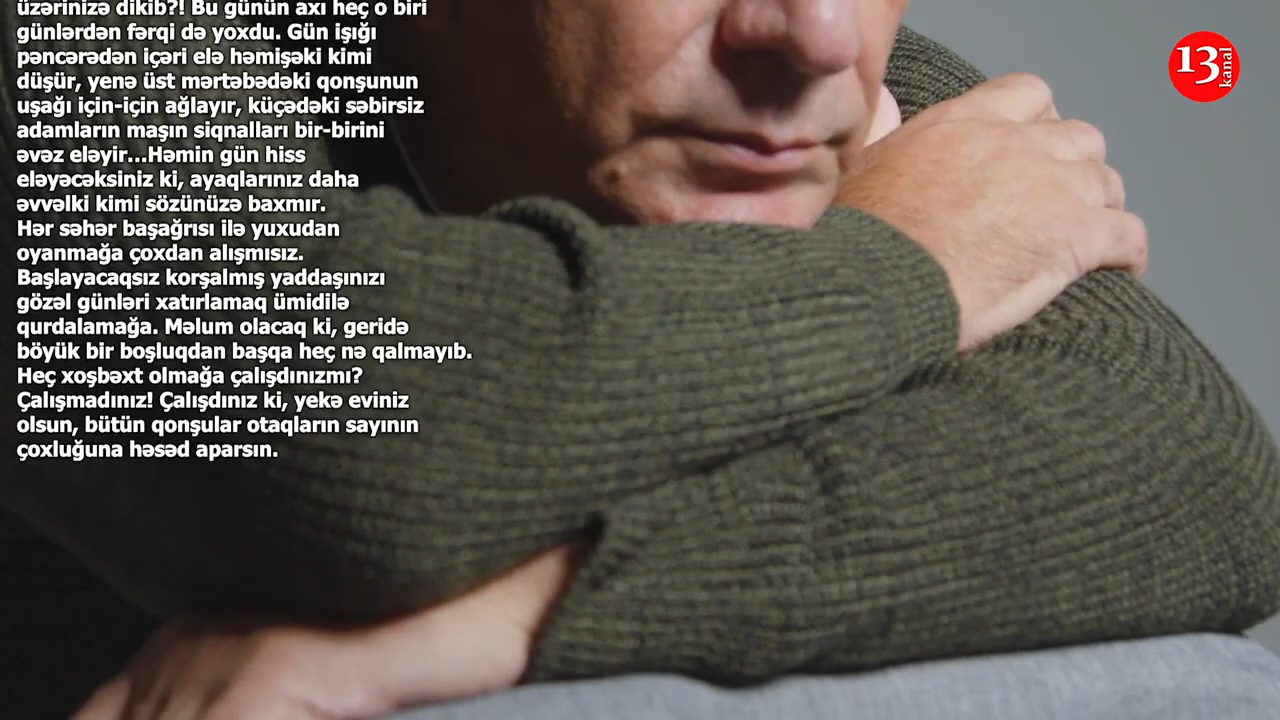 üzərinizə dikib?! Bu günün axı heç o biri
günlərdən fərqi də yoxdu. Gün işığı
pəncərədən içəri elə həmişəki kimi
düşür, yenə üst mərtəbədəki qonşunun
uşağı için-için ağlayır, küçədəki səbirsiz
adamların maşın siqnalları bir-birini
əvəz eləyir...Həmin gün hiss
eləyəcəksiniz ki, ayaqlarınız daha
əvvəlki kimi sözünüzə baxmır.
Hər səhər başağrısı ilə yuxudan
oyanmağa çoxdan alışmısız.
Başlayacaqsız korşalmış yaddaşınızı
gözəl günləri xatırlamaq ümidilə
qurdalamağa. Məlum olacaq ki, geridə
böyük bir boşluqdan başqa heç nə qalmayıb.
Heç xoşbəxt olmağa çalışdınızmı?
Çalışmadınız! Çalışdınız ki, yekə eviniz
olsun, bütün qonşular otaqların sayının
çoxluğuna həsəd aparsın.
13 kanal